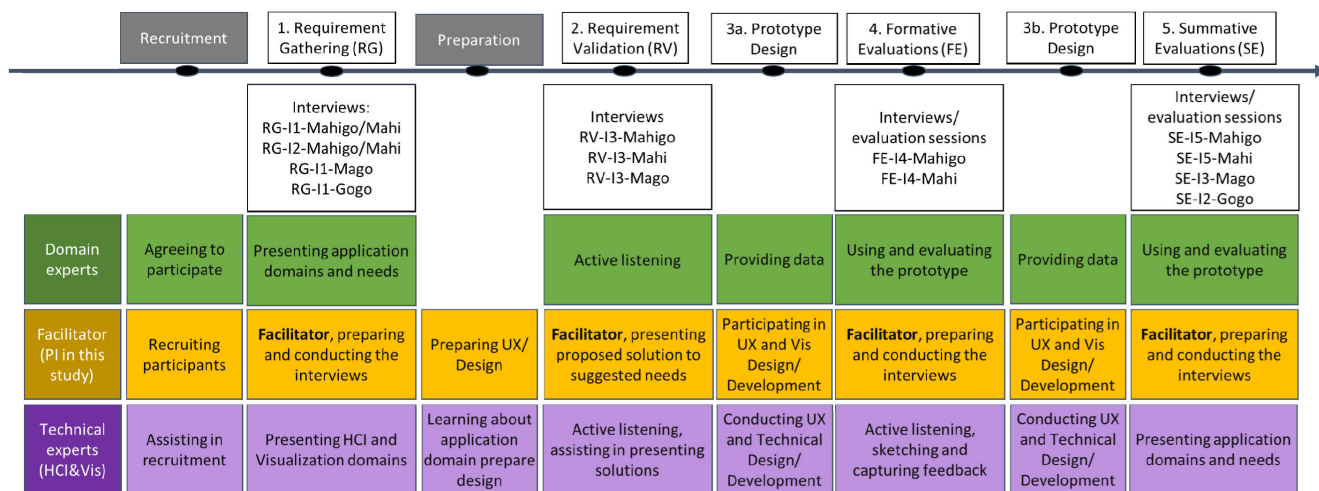 Recruitment
1. Requirement
Gathering (RG)
Preparation
2. Requirement
Validation (RV)
3a. Prototype
Design
4. Formative
Evaluations (FE)
3b. Prototype
Design
5. Summative
Evaluations (SE)
Interviews:
RG-I1-Mahigo/Mahi
RG-I2-Mahigo/Mahi
RG-I1-Mago
RG-I1-Gogo
Interviews
RV-I3-Mahigo
RV-I3-Mahi
RV-I3-Mago
Interviews/
evaluation sessions
FE-I4-Mahigo
FE-I4-Mahi
Interviews/
evaluation sessions
SE-I5-Mahigo
SE-I5-Mahi
SE-I3-Mago
SE-I2-Gogo
Domain
experts
Agreeing to
participate
Presenting application
domains and needs
Active listening
Providing data
Using and evaluating
the prototype
Providing data
Using and evaluating
the prototype
Facilitator
(PI in this
study)
Recruiting
participants
Facilitator, preparing
and conducting the
interviews
Preparing UX/
Design
Facilitator, presenting
proposed solution to
suggested needs
Participating in
UX and Vis
Design/
Development
Facilitator, preparing
and conducting the
interviews
Participating in
UX and Vis
Design/
Development
Facilitator, preparing
and conducting the
interviews
Technical
experts
(HCI&Vis)
Assisting in
recruitment
Presenting HCI and
Visualization domains
Learning about
application
domain prepare
design
Active listening,
assisting in presenting
solutions
Conducting UX
and Technical
Design/
Development
Active listening,
sketching and
capturing feedback
Conducting UX
and Technical
Design/
Development
Presenting application
domains and needs